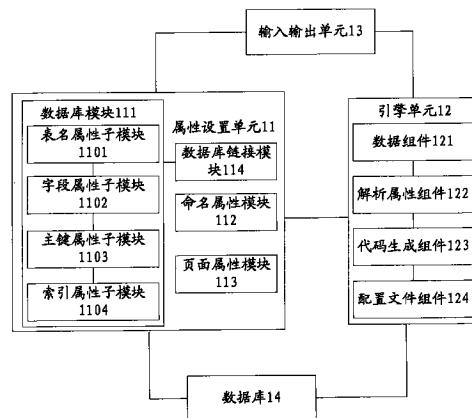 输入输出单元13
数据库模块111
表名属性子模块
1101
字段属性子模块
1102
主键属性子模块
1103
索引属性子模块
1104
属性设置单元11
数据库链接模
块114
命名属性模块
112
页面属性模块
113
引擎单元12
数据组件121
解析属性组件122
代码生成组件123
配置文件组件124
数据库14